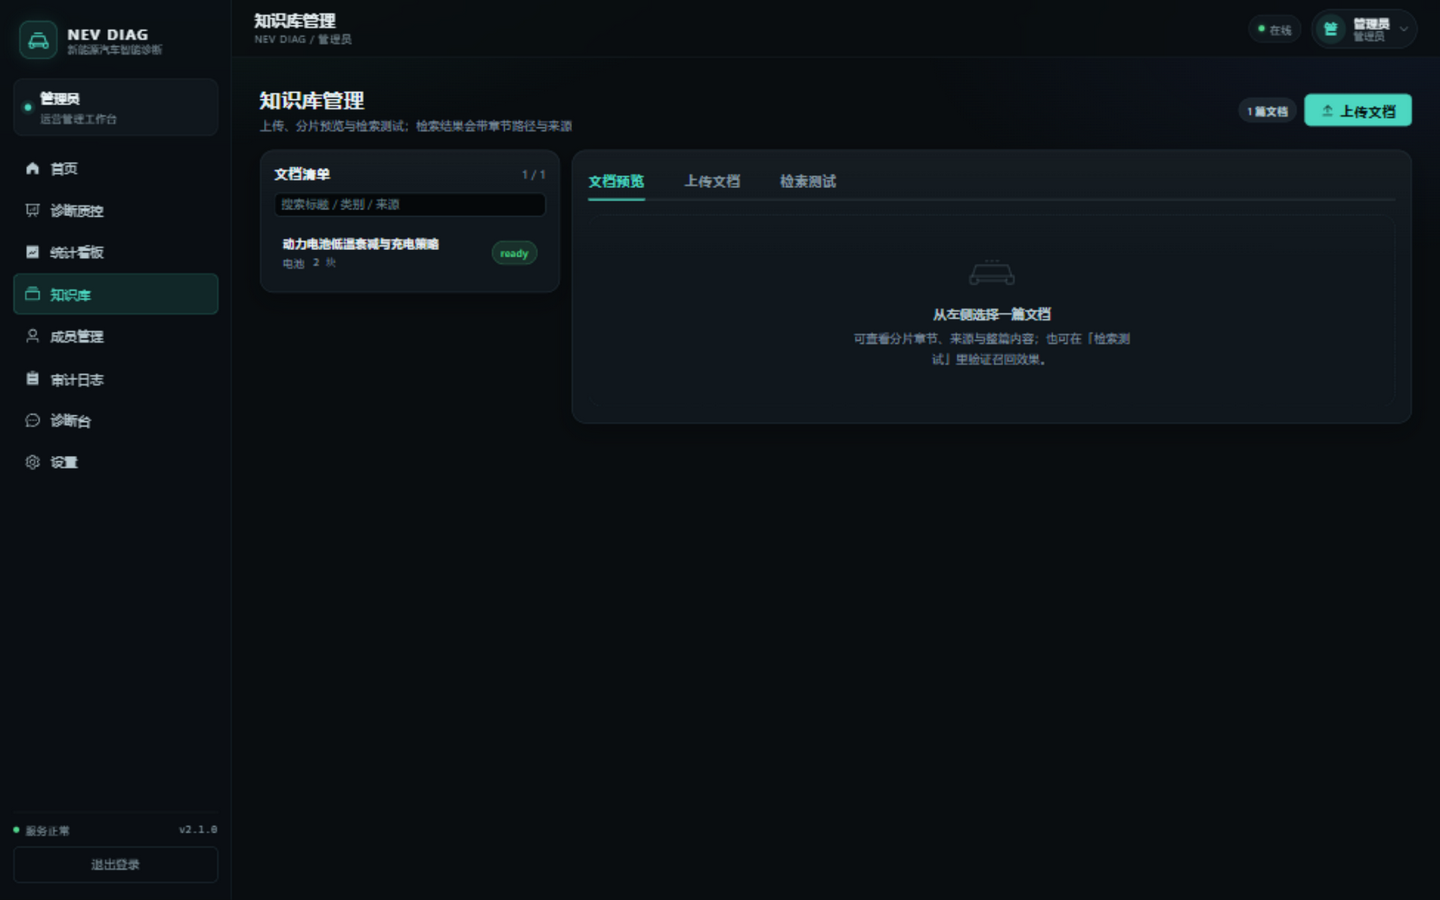 NEV DIAG
新能源汽车智能诊断
管理员
运营管理工作台
首页
诊断质控
统计看板
知识库
成员管理
审计日志
诊断台
设置
服务正常
v2.1.0
退出登录
知识库管理
NEV DIAG / 管理员
在线
管
管理员
管理员
知识库管理
上传、分片预览与检索测试；检索结果会带章节路径与来源
1 篇文档
上传文档
文档清单
1 / 1
搜索标题 / 类别 / 来源
动力电池低温衰减与充电策略
电池 2 块
ready
文档预览
上传文档
检索测试
从左侧选择一篇文档
可查看分片章节、来源与整篇内容；也可在「检索测
试」里验证召回效果。